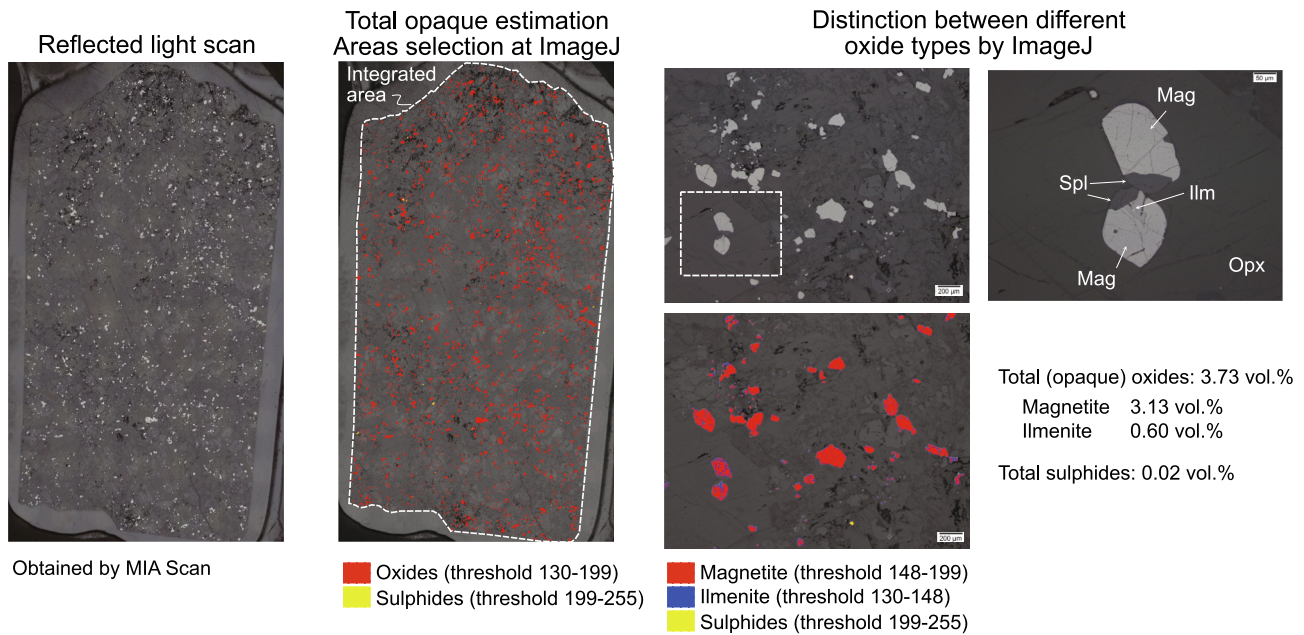 Reflected light scan
Obtained by MIA Scan
Total opaque estimation
Areas selection at ImageJ
Integrated
area
Oxides (threshold 130-199)
Sulphides (threshold 199-255)
Distinction between different
oxide types by ImageJ
200 µm
50 µm
Mag
Spl
Ilm
Mag
Opx
200 µm
Magnetite (threshold 148-199)
Ilmenite (threshold 130-148)
Sulphides (threshold 199-255)
Total (opaque) oxides: 3.73 vol.%
Magnetite 3.13 vol.%
Ilmenite 0.60 vol.%
Total sulphides: 0.02 vol.%